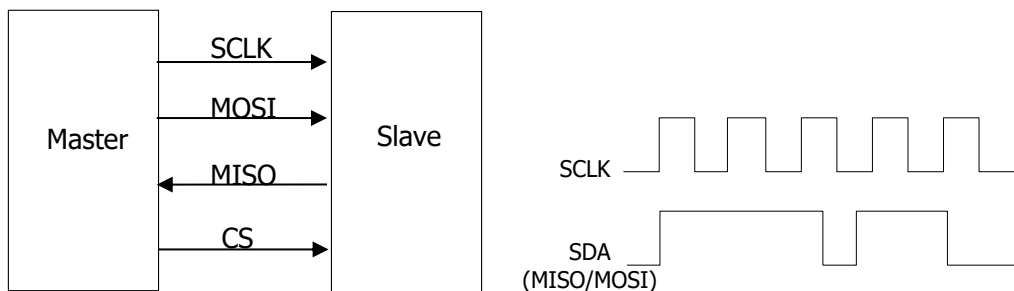 SCLK
MOSI
Master
Slave
MISO
CS
SCLK
SDA
(MISO/MOSI)